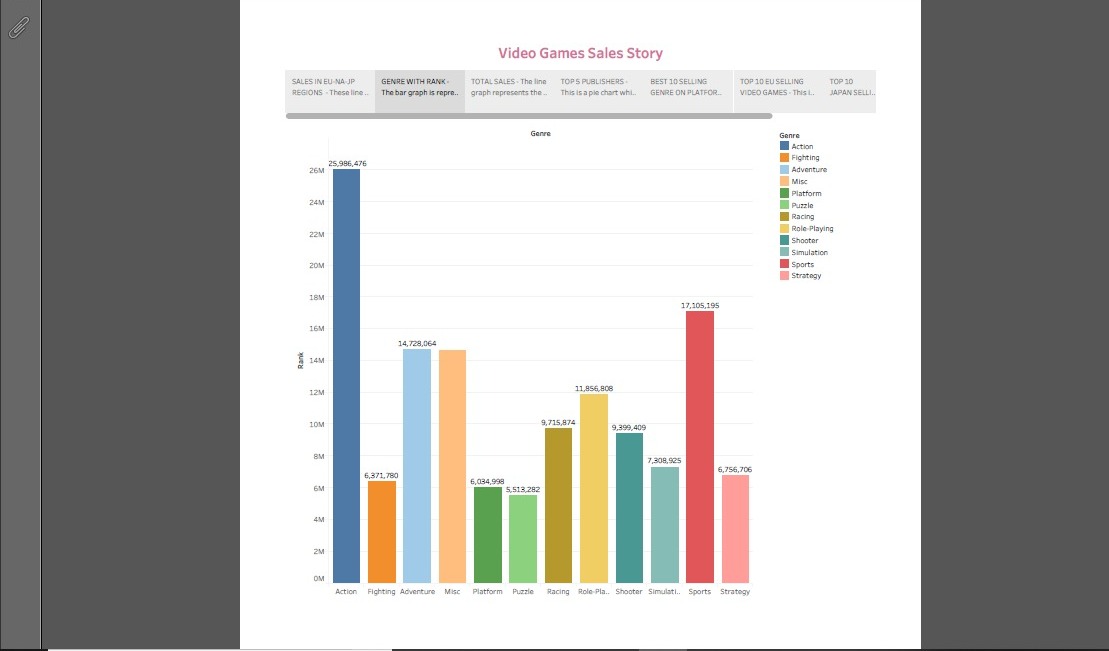 Video Games Sales Story
SALES IN EU-NA-JP
REGIONS - These line ..
GENRE WITH RANK -
The bar graph is repre..
TOTAL SALES - The line
graph represents the ..
TOP 5 PUBLISHERS -
This is a pie chart whi..
BEST 10 SELLING
GENRE ON PLATFOR..
TOP 10 EU SELLING
VIDEO GAMES - This i..
TOP 10
JAPAN SELLI..
Genre
Genre
Action
Fighting
Adventure
Misc
Platform
Puzzle
Racing
Role-Playing
Shooter
Simulation
Sports
Strategy
Rank
26M
24M
22M
20M
18M
16M
14M
12M
10M
8M
6M
4M
2M
0M
25,986,476
6,371,780
14,728,064
6,034,998
5,513,282
9,715,874
11,856,808
9,399,409
7,308,925
17,105,195
6,756,706
Action
Fighting
Adventure
Misc
Platform
Puzzle
Racing
Role-Pla..
Shooter
Simulati..
Sports
Strategy